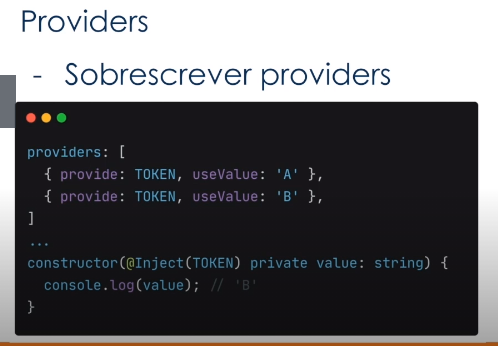 Providers
- Sobrescrever providers
providers: [
{ provide: TOKEN, useValue: 'A' },
{ provide: TOKEN, useValue: 'B' },
]
...
constructor(@Inject(TOKEN) private value: string) {
console.log(value); // 'B'
}